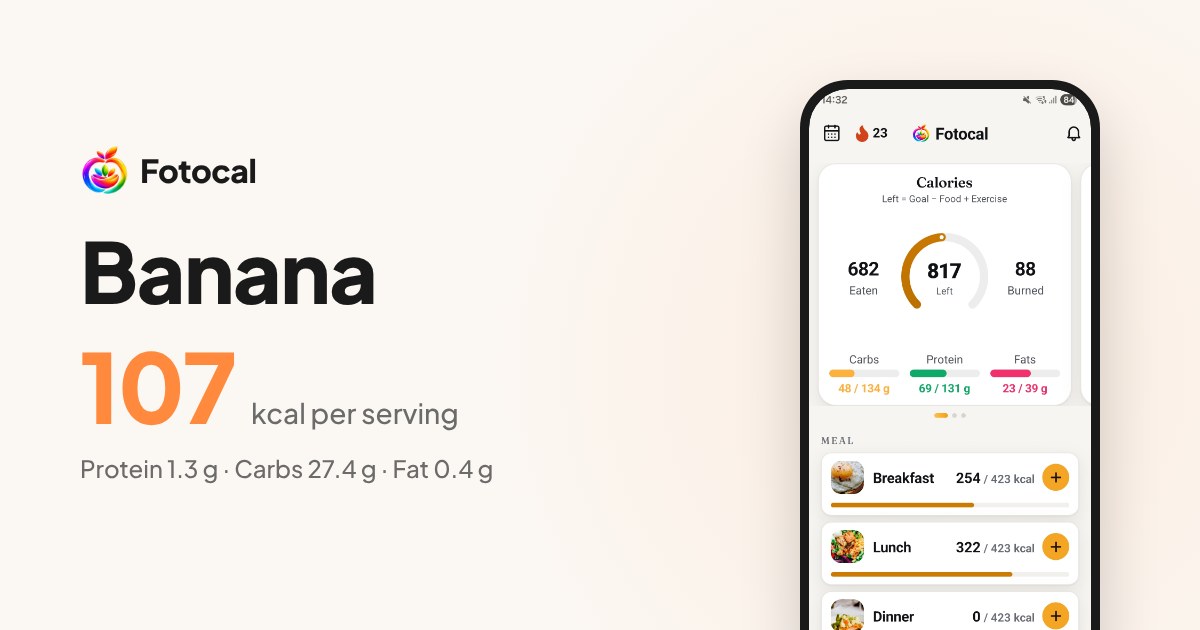 Fotocal
Banana
107 kcal per serving
Protein 1.3 g · Carbs 27.4 g · Fat 0.4 g
14:32 84
23 Fotocal
Calories
Left = Goal − Food + Exercise
682 817 88
Eaten Left Burned
Carbs Protein Fats
48 / 134 g 69 / 131 g 23 / 39 g
MEAL
Breakfast 254 / 423 kcal +
Lunch 322 / 423 kcal +
Dinner 0 / 423 kcal +